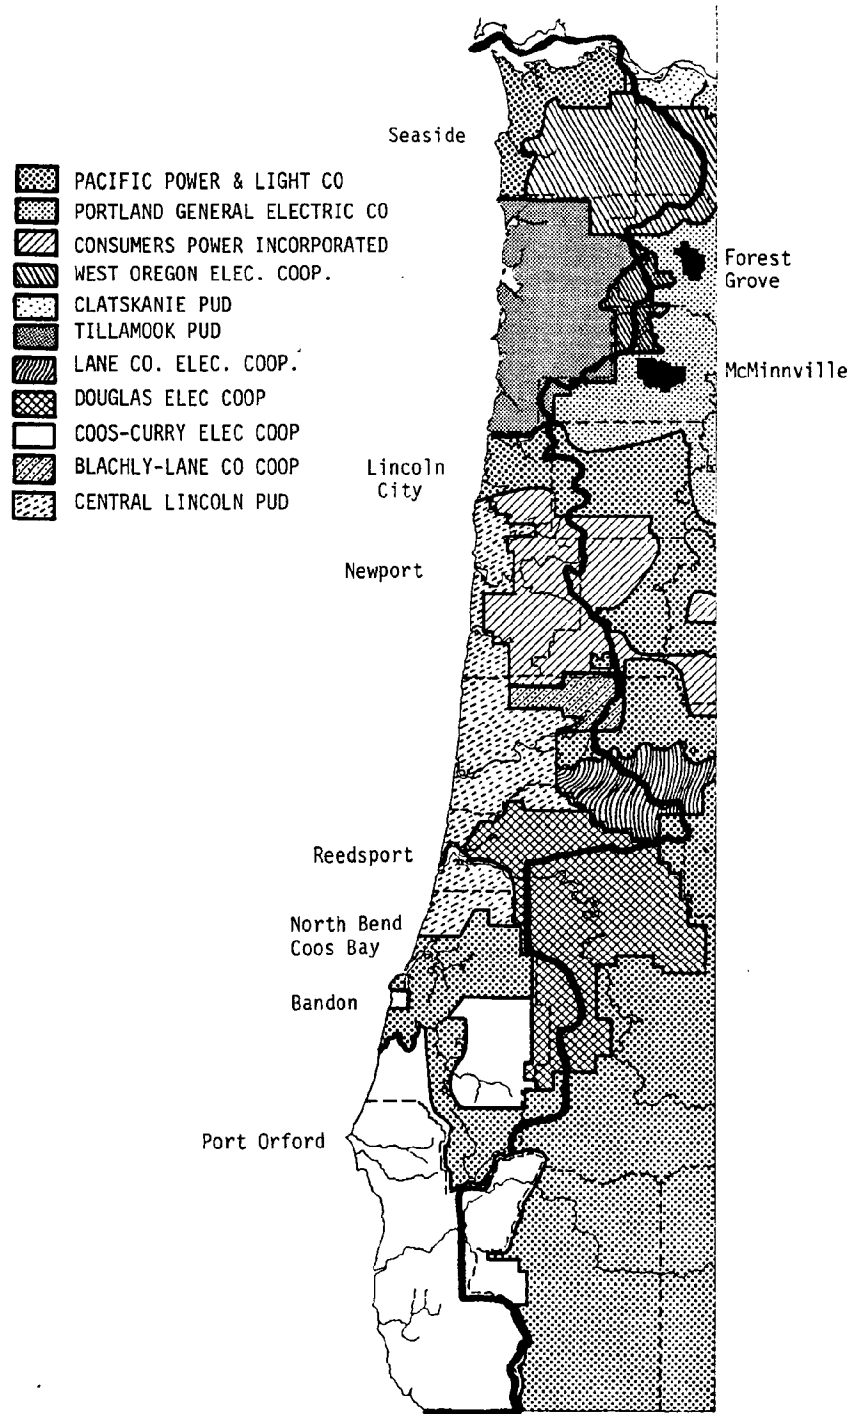 Seaside
PACIFIC POWER & LIGHT CO
PORTLAND GENERAL ELECTRIC CO
CONSUMERS POWER INCORPORATED
WEST OREGON ELEC. COOP.
CLATSKANIE PUD
TILLAMOOK PUD
LANE CO. ELEC. COOP.
DOUGLAS ELEC COOP
COOS-CURRY ELEC COOP
BLACHLY-LANE CO COOP
CENTRAL LINCOLN PUD
Forest
Grove
McMinnville
Lincoln
City
Newport
Reedsport
North Bend
Coos Bay
Bandon
Port Orford